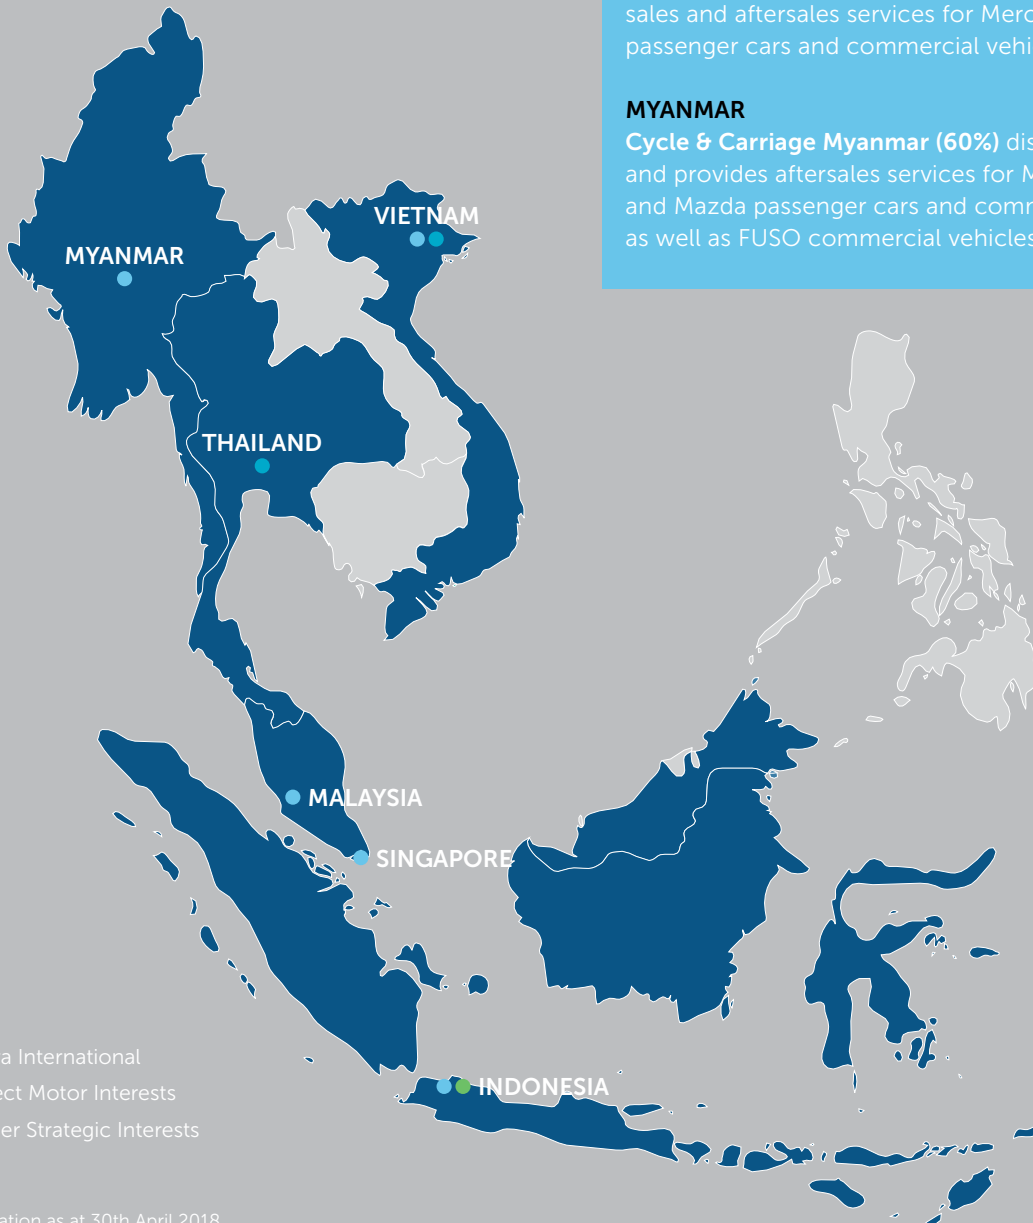 sales and aftersales services for Merc
passenger cars and commercial vehi
MYANMAR
Cycle & Carriage Myanmar (60%) dis
and provides aftersales services for M
and Mazda passenger cars and comm
as well as FUSO commercial vehicles
VIETNAM
MYANMAR
THAILAND
MALAYSIA
SINGAPORE
INDONESIA
a International
ect Motor Interests
er Strategic Interests
ation as at 30th April 2018